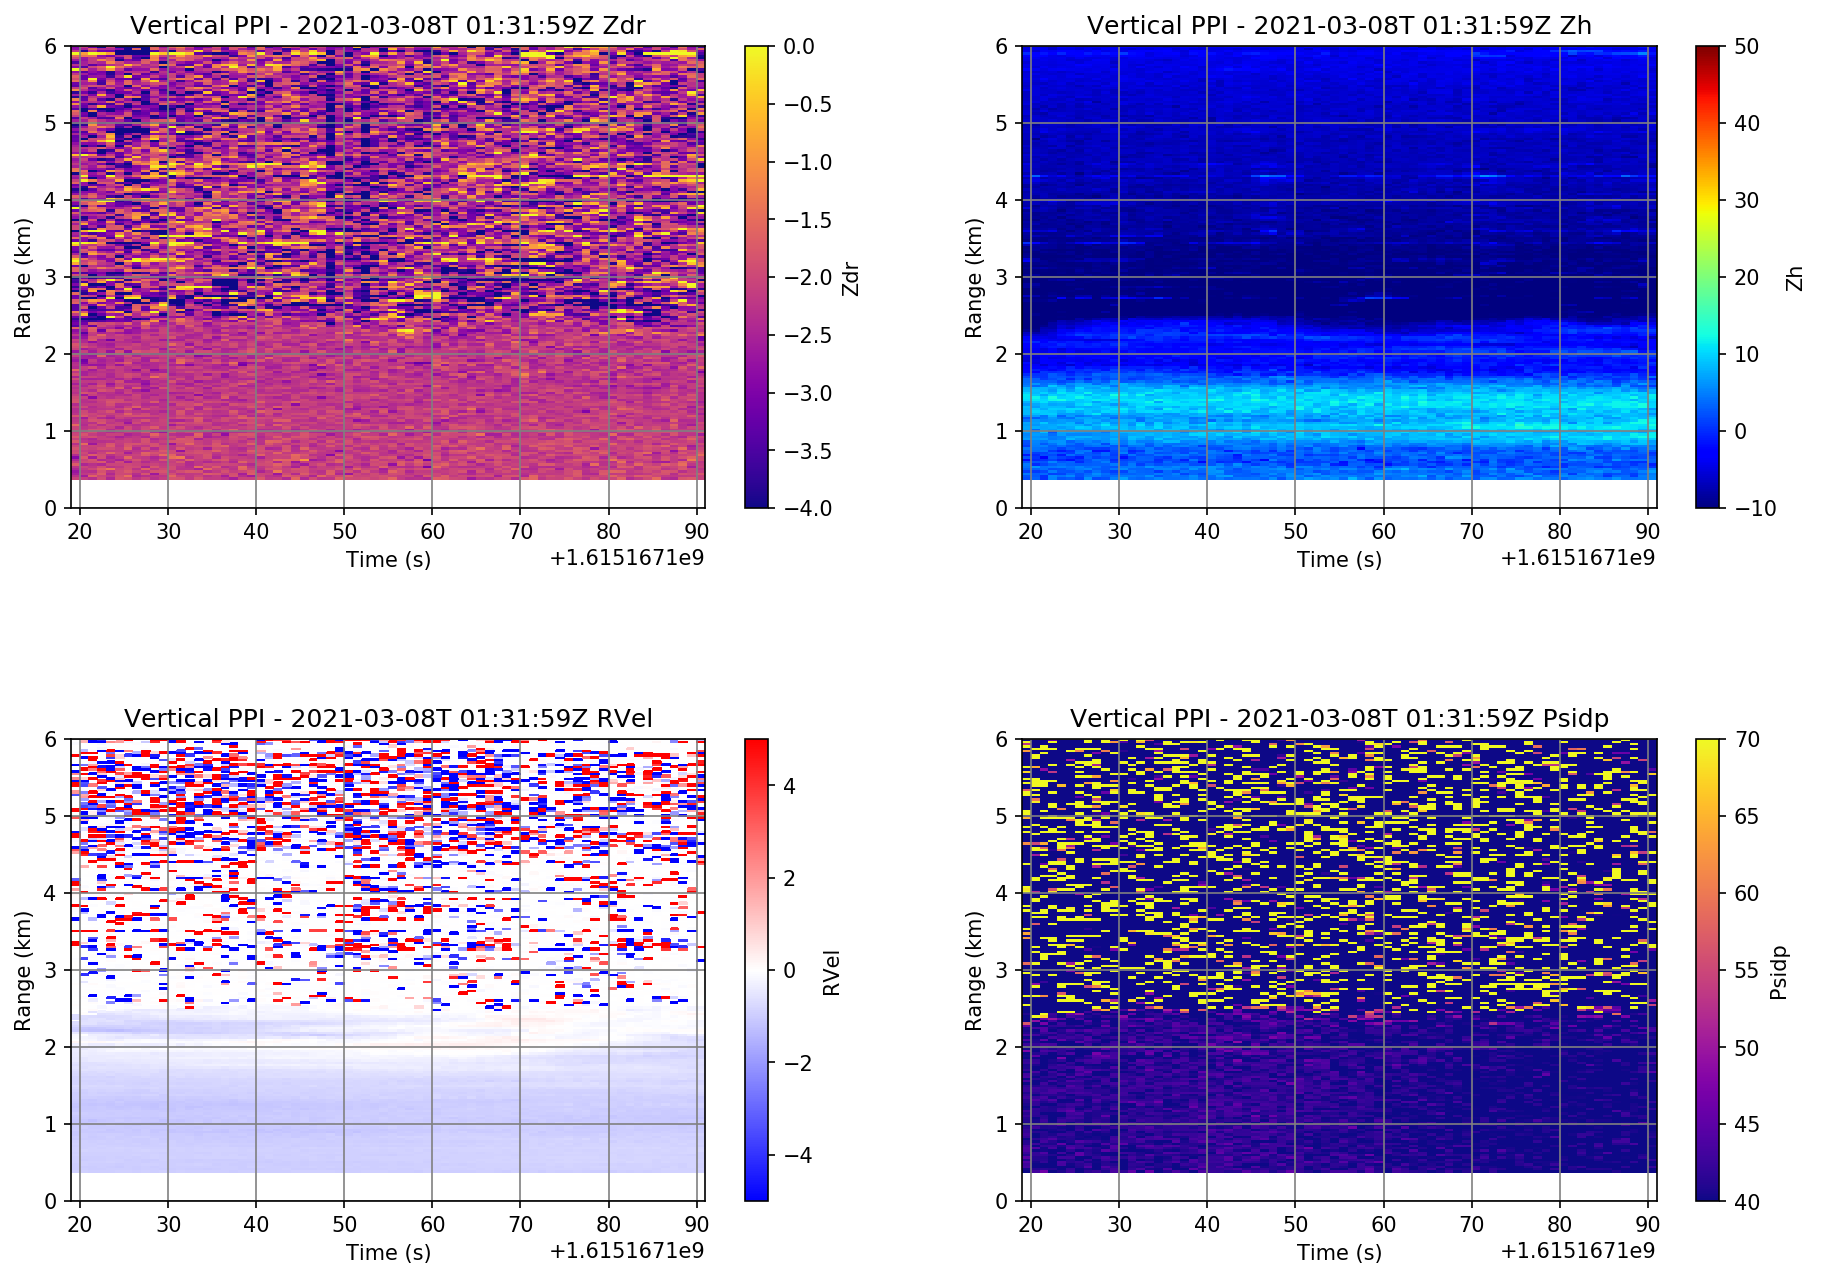 Vertical PPI - 2021-03-08T 01:31:59Z Zdr
6
5
4
3
2
1
0
Range (km)
20 30 40 50 60 70 80 90
Time (s)
+1.6151671e9
0.0
−0.5
−1.0
−1.5
−2.0
−2.5
−3.0
−3.5
−4.0
Zdr
Vertical PPI - 2021-03-08T 01:31:59Z Zh
6
5
4
3
2
1
0
Range (km)
20 30 40 50 60 70 80 90
Time (s)
+1.6151671e9
50
40
30
20
10
0
−10
Zh
Vertical PPI - 2021-03-08T 01:31:59Z RVel
6
5
4
3
2
1
0
Range (km)
20 30 40 50 60 70 80 90
Time (s)
+1.6151671e9
4
2
0
−2
−4
RVel
Vertical PPI - 2021-03-08T 01:31:59Z Psidp
6
5
4
3
2
1
0
Range (km)
20 30 40 50 60 70 80 90
Time (s)
+1.6151671e9
70
65
60
55
50
45
40
Psidp